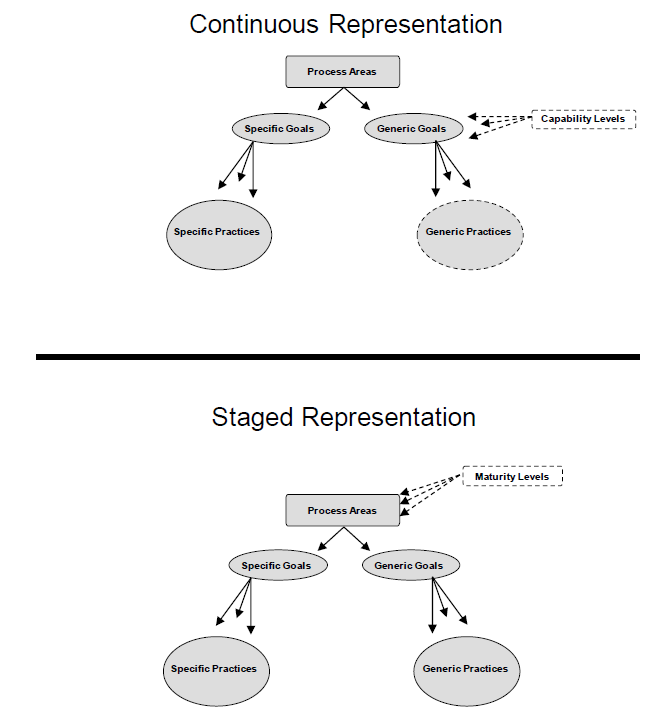 Continuous Representation
Process Areas
Specific Goals
Generic Goals
Capability Levels
Specific Practices
Generic Practices
Staged Representation
Maturity Levels
Process Areas
Specific Goals
Generic Goals
Specific Practices
Generic Practices